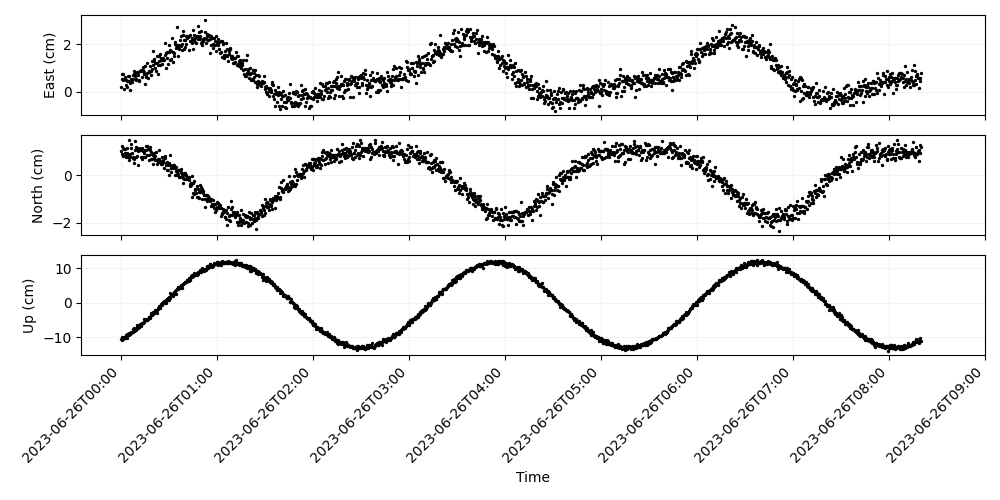 East (cm)
2
0
North (cm)
0
−2
Up (cm)
10
0
−10
2023-06-26T00:00
2023-06-26T01:00
2023-06-26T02:00
2023-06-26T03:00
2023-06-26T04:00
2023-06-26T05:00
2023-06-26T06:00
2023-06-26T07:00
2023-06-26T08:00
2023-06-26T09:00
Time